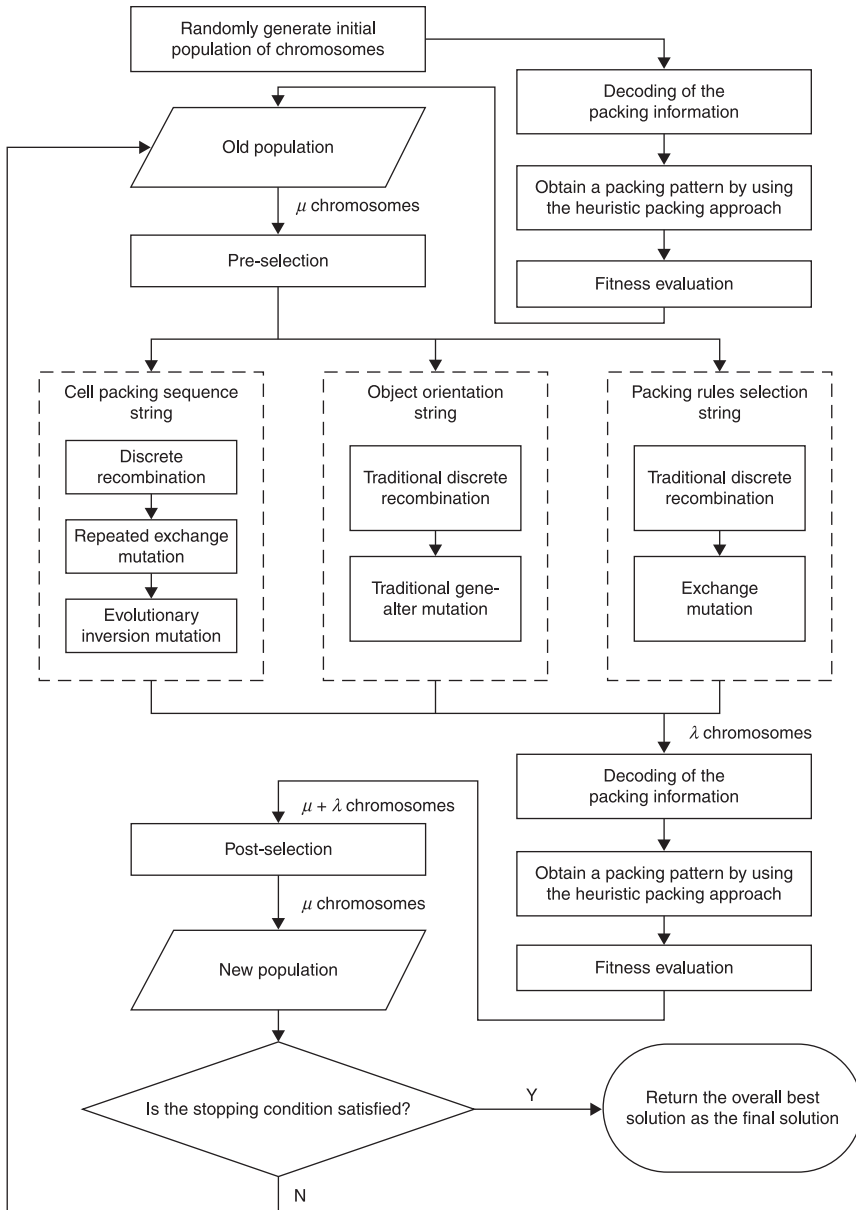 Randomly generate initial
population of chromosomes
Decoding of the
packing information
Old population
Obtain a packing pattern by using
the heuristic packing approach
μ chromosomes
Pre-selection
Fitness evaluation
Cell packing sequence
string
Discrete
recombination
Repeated exchange
mutation
Evolutionary
inversion mutation
Object orientation
string
Traditional discrete
recombination
Traditional gene-
alter mutation
Packing rules selection
string
Traditional discrete
recombination
Exchange
mutation
λ chromosomes
Decoding of the
packing information
μ + λ chromosomes
Post-selection
Obtain a packing pattern by using
the heuristic packing approach
μ chromosomes
New population
Fitness evaluation
Is the stopping condition satisfied?
Y
Return the overall best
solution as the final solution
N